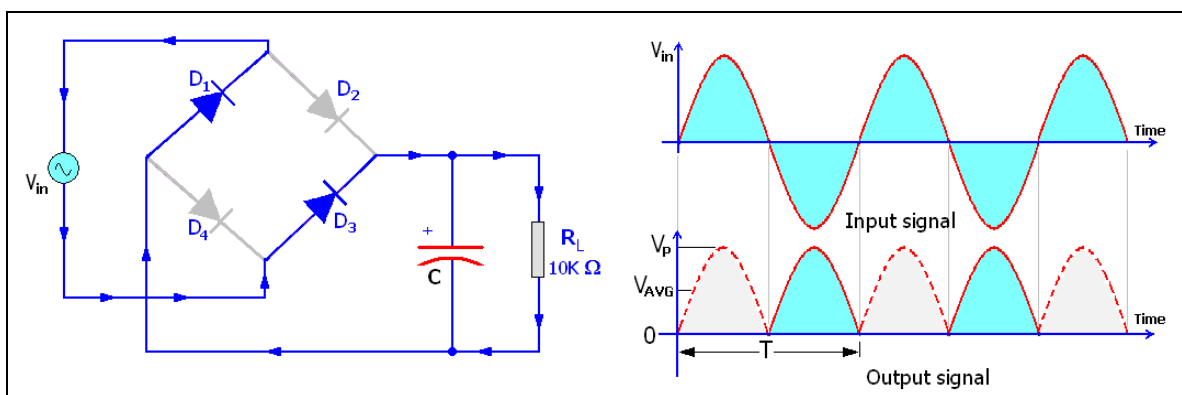 D1
D2
Vin
D4
D3
+
C
RL
10K Ω
Vin
Time
Input signal
VP
VAVG
0
Time
T
Output signal